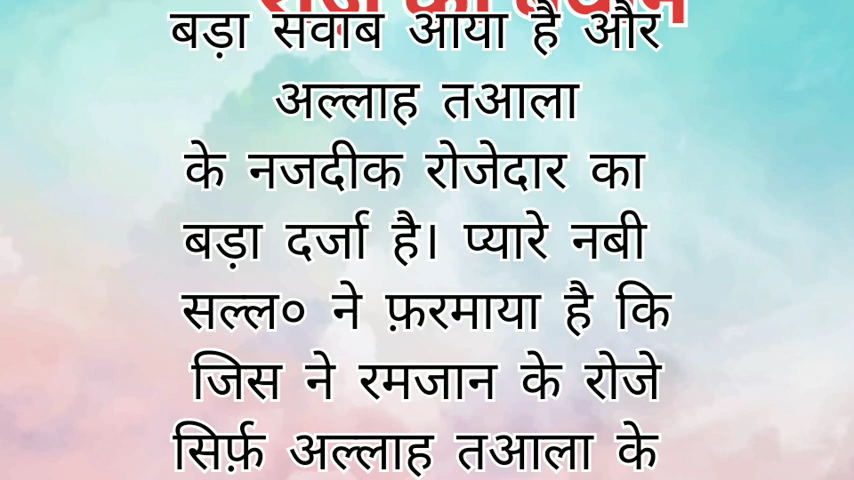 बड़ा सवाब आया है और
अल्लाह तआला
के नजदीक रोजेदार का
बड़ा दर्जा है। प्यारे नबी
सल्ल० ने फ़रमाया है कि
जिस ने रमजान के रोजे
सिर्फ़ अल्लाह तआला के